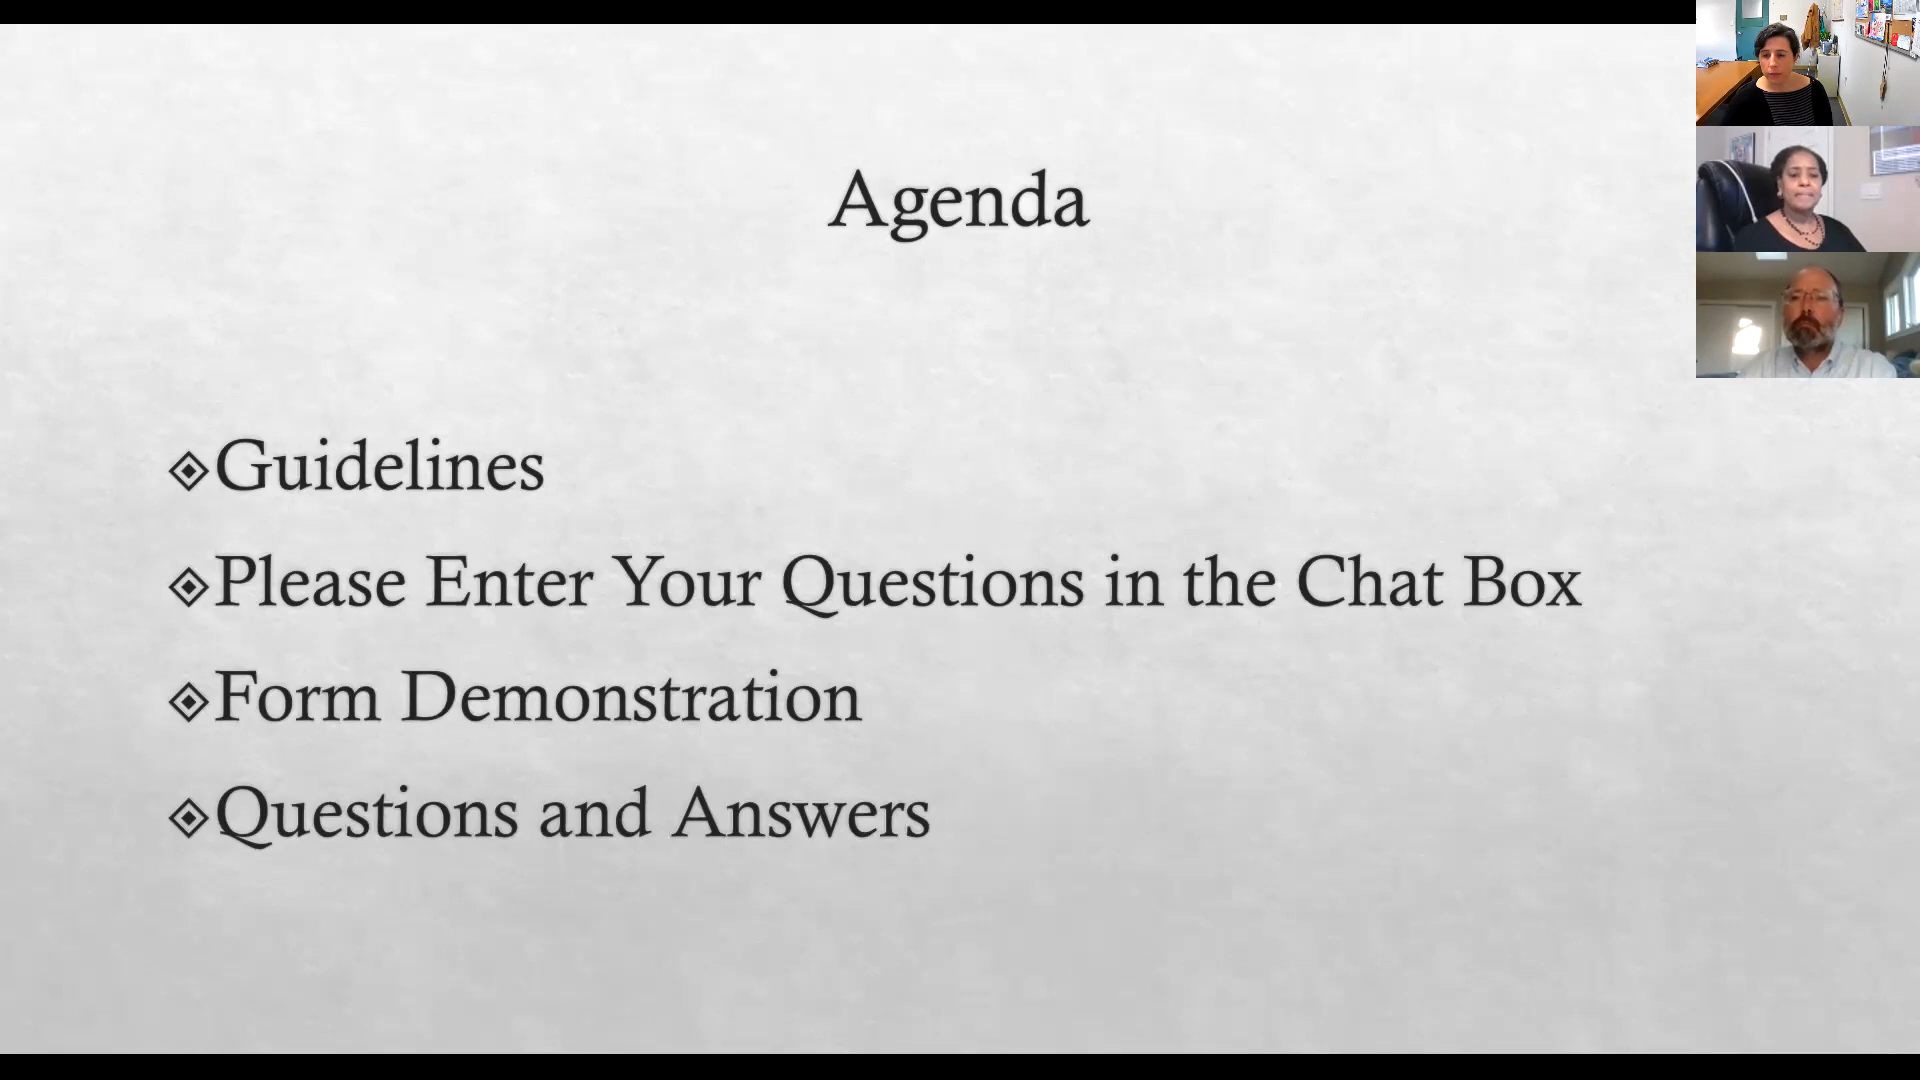 Agenda
Guidelines
Please Enter Your Questions in the Chat Box
Form Demonstration
Questions and Answers